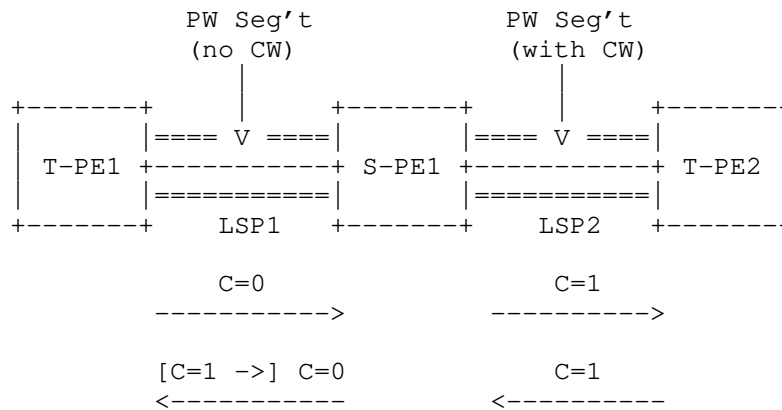 PW Seg't PW Seg't
(no CW) (with CW)
| |
+-------+ | +-------+ | +-------+
| |==== V ====| |==== V ====| |
| T-PE1 +-----------+ S-PE1 +-----------+ T-PE2 |
| |===========| |===========| |
+-------+ LSP1 +-------+ LSP2 +-------+
C=0 C=1
-----------> ----------->
[C=1 ->] C=0 C=1
<----------- <-----------